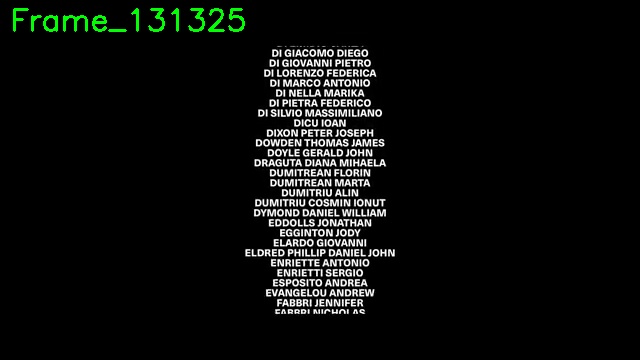 Frame_131325
DI GIACOMO DIEGO
DI GIOVANNI PIETRO
DI LORENZO FEDERICA
DI MARCO ANTONIO
DI NELLA MARIKA
DI PIETRA FEDERICO
DI SILVIO MASSIMILIANO
DICU IOAN
DIXON PETER JOSEPH
DOWDEN THOMAS JAMES
DOYLE GERALD JOHN
DRAGUTA DIANA MIHAELA
DUMITREAN FLORIN
DUMITREAN MARTA
DUMITRIU ALIN
DUMITRU COSMIN IONUT
DYMOND DANIEL WILLIAM
EDDOLLS JONATHAN
EGGINTON JODY
ELARDO GIOVANNI
ELDRED PHILLIP DANIEL JOHN
ENRIETTE ANTONIO
ENRIETTI SERGIO
ESPOSITO ANDREA
EVANGELOU ANDREW
FABBRI JENNIFER
FABBRI NICHOLAS